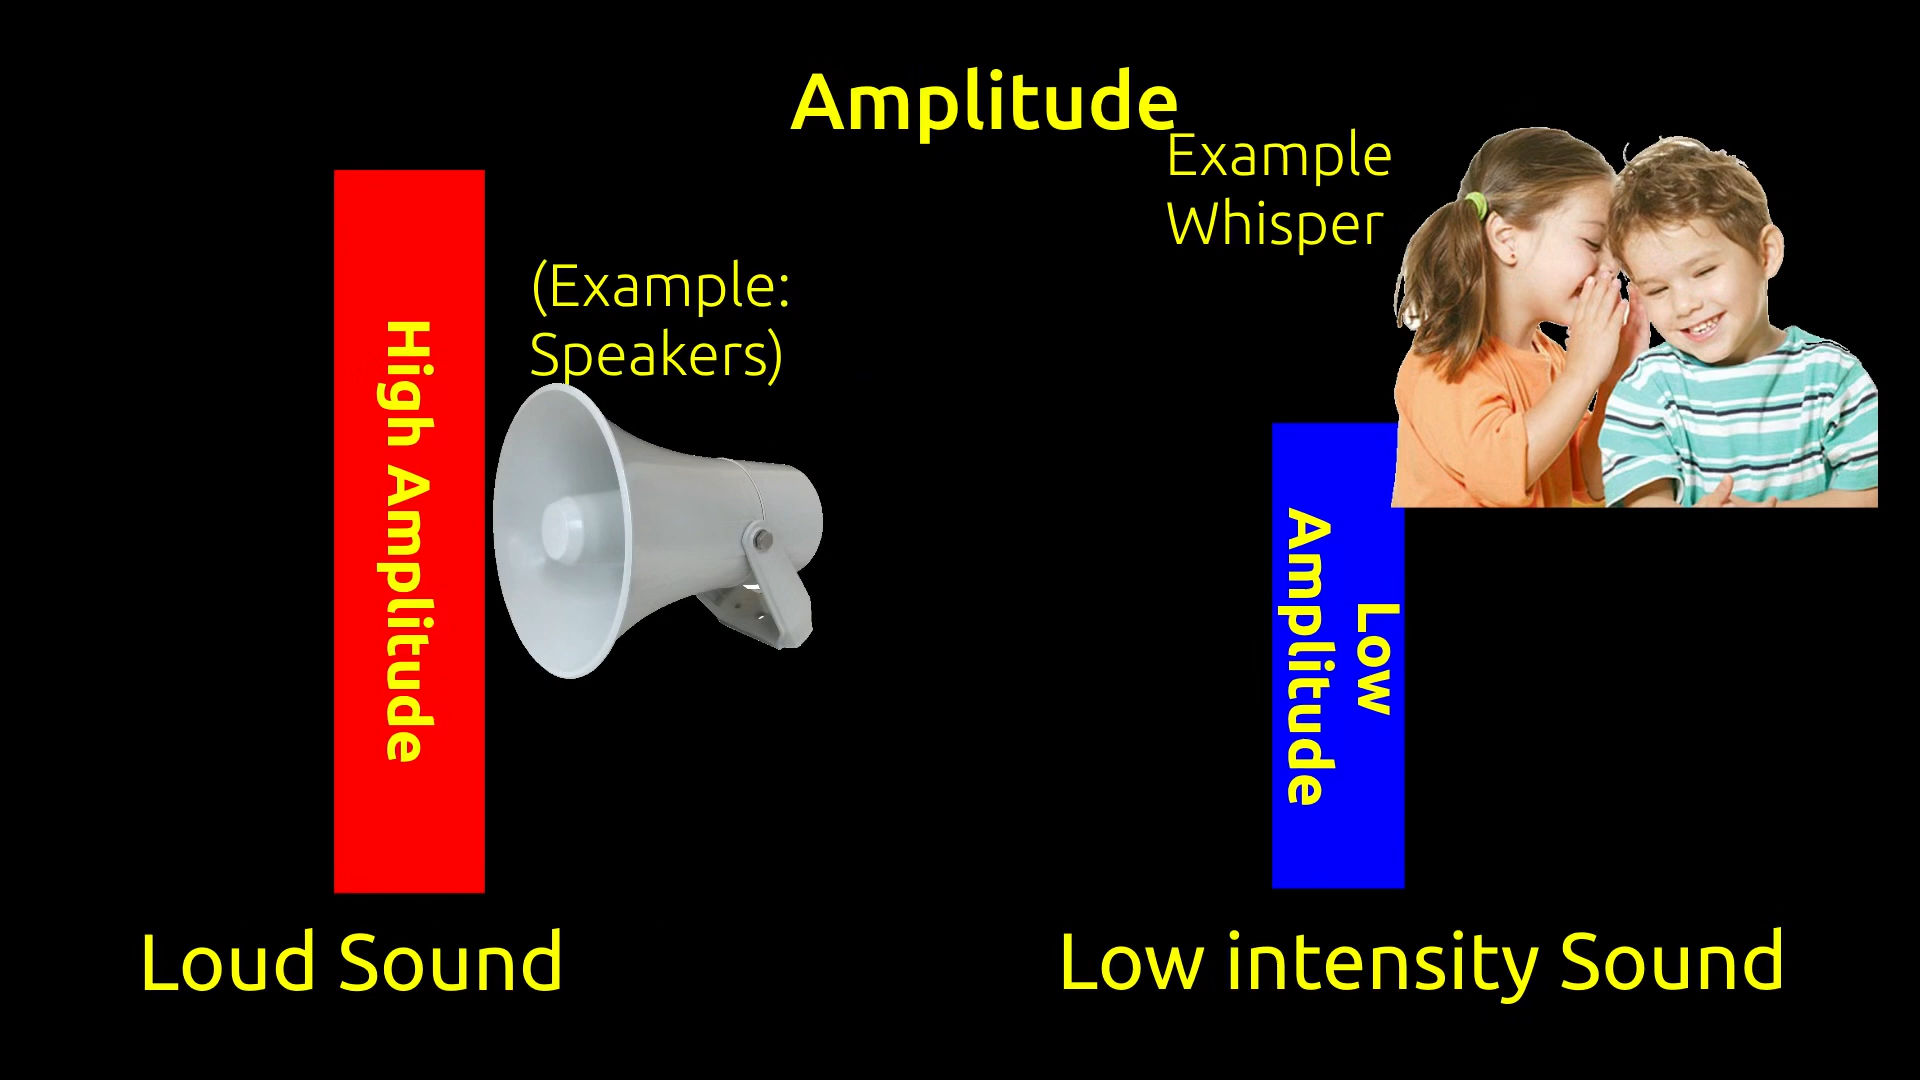 Amplitude
(Example:
Speakers)
High Amplitude
Loud Sound
Example
Whisper
Low
Amplitude
Low intensity Sound